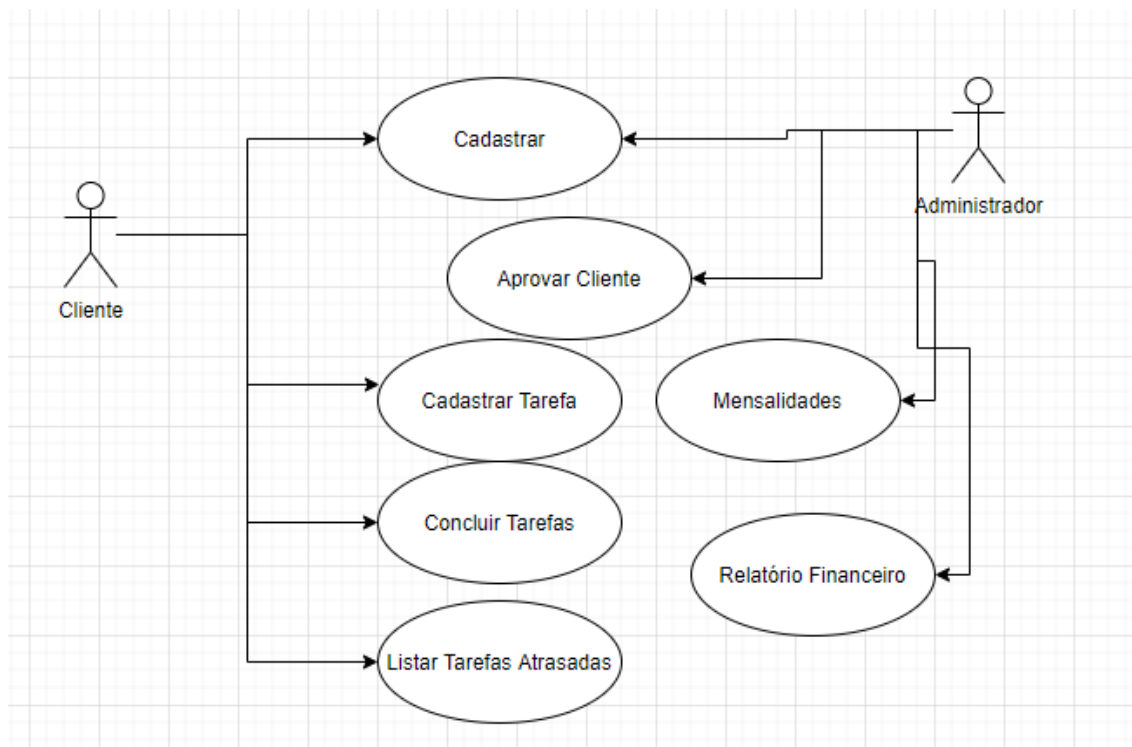 Cadastrar
Administrador
Aprovar Cliente
Cliente
Cadastrar Tarefa
Mensalidades
Concluir Tarefas
Relatório Financeiro
Listar Tarefas Atrasadas